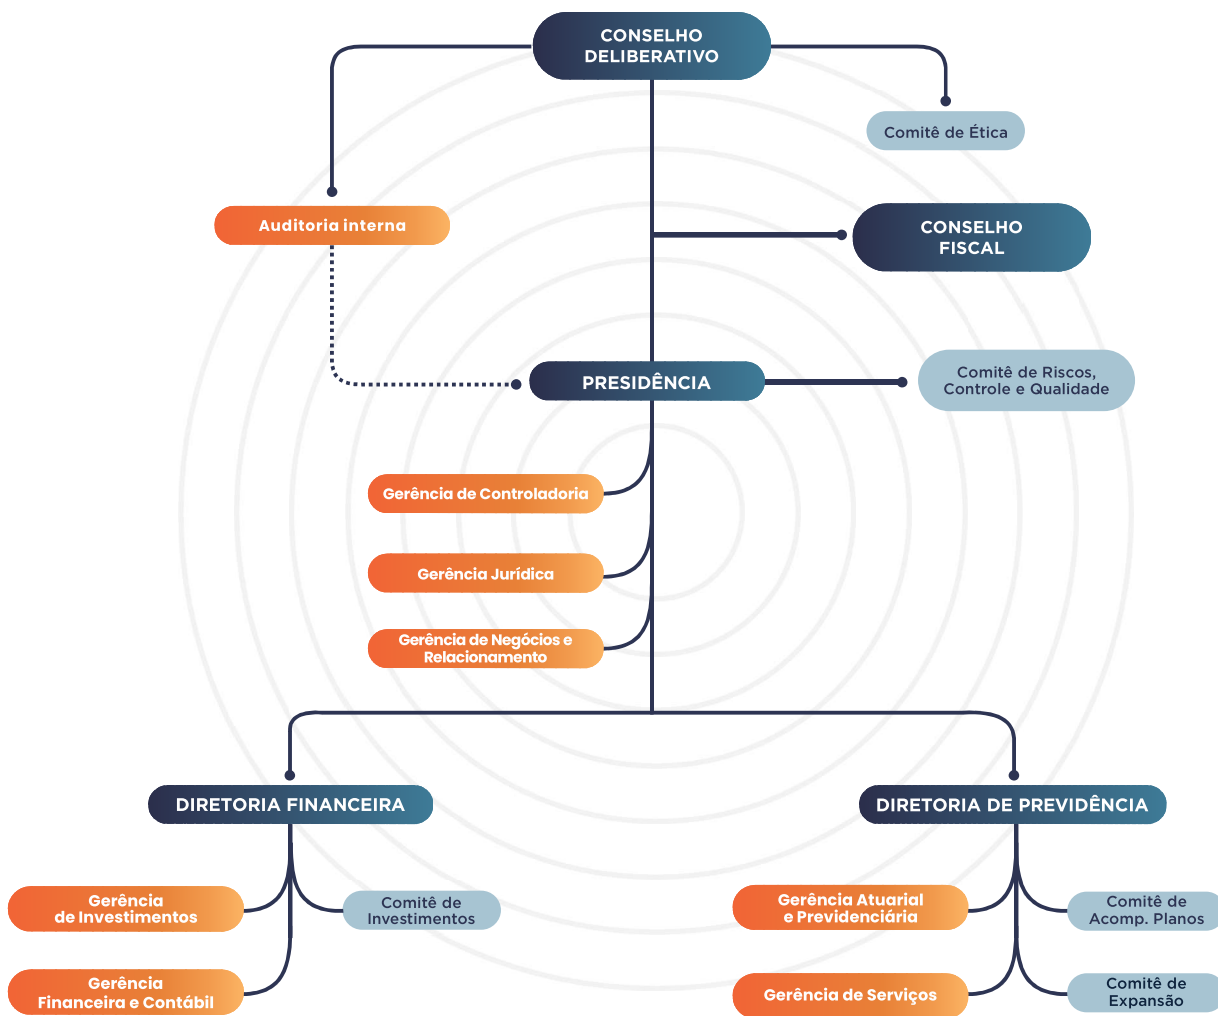 CONSELHO
DELIBERATIVO
Comitê de Ética
Auditoria interna
CONSELHO
FISCAL
PRESIDÊNCIA
Comitê de Riscos,
Controle e Qualidade
Gerência de Controladoria
Gerência Jurídica
Gerência de Negócios e
Relacionamento
DIRETORIA FINANCEIRA
DIRETORIA DE PREVIDÊNCIA
Gerência
de Investimentos
Comitê de
Investimentos
Gerência Atuarial
e Previdenciária
Comitê de
Acomp. Planos
Gerência
Financeira e Contábil
Gerência de Serviços
Comitê de
Expansão